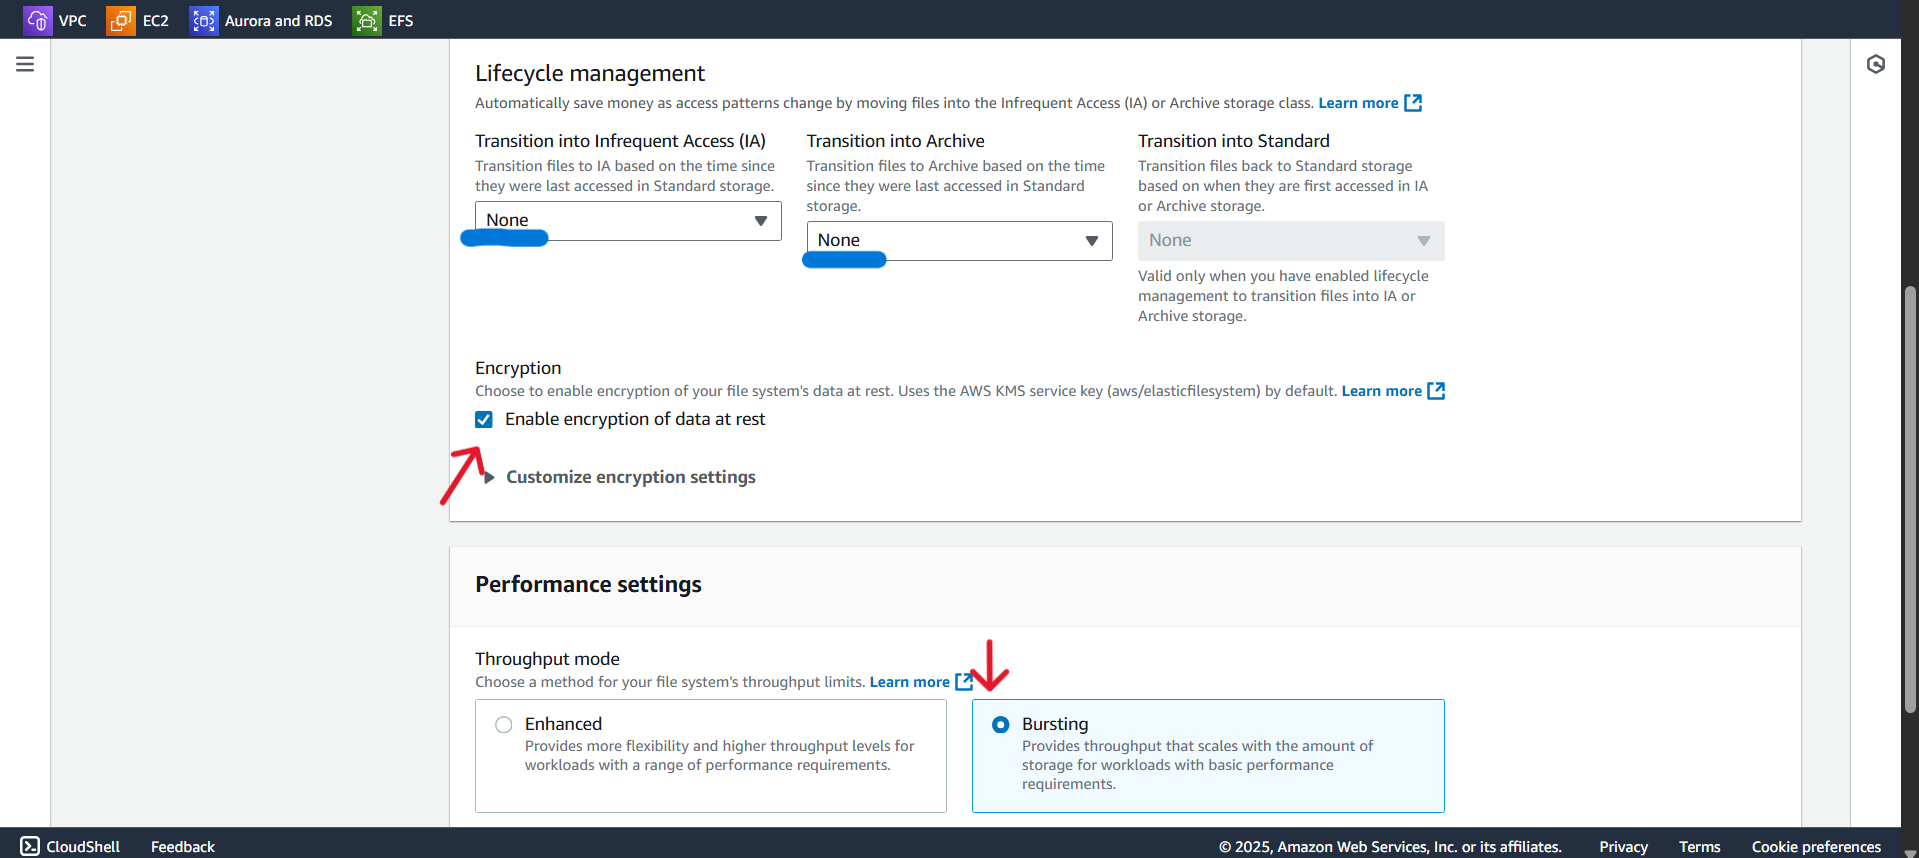 VPC EC2 Aurora and RDS EFS
Lifecycle management
Automatically save money as access patterns change by moving files into the Infrequent Access (IA) or Archive storage class. Learn more
Transition into Infrequent Access (IA)
Transition files to IA based on the time since
they were last accessed in Standard storage.
None
Transition into Archive
Transition files to Archive based on the time
since they were last accessed in Standard
storage.
None
Transition into Standard
Transition files back to Standard storage
based on when they are first accessed in IA
or Archive storage.
None
Valid only when you have enabled lifecycle
management to transition files into IA or
Archive storage.
Encryption
Choose to enable encryption of your file system's data at rest. Uses the AWS KMS service key (aws/elasticfilesystem) by default. Learn more
Enable encryption of data at rest
Customize encryption settings
Performance settings
Throughput mode
Choose a method for your file system's throughput limits. Learn more
Enhanced
Provides more flexibility and higher throughput levels for
workloads with a range of performance requirements.
Bursting
Provides throughput that scales with the amount of
storage for workloads with basic performance
requirements.
CloudShell Feedback © 2025, Amazon Web Services, Inc. or its affiliates. Privacy Terms Cookie preferences